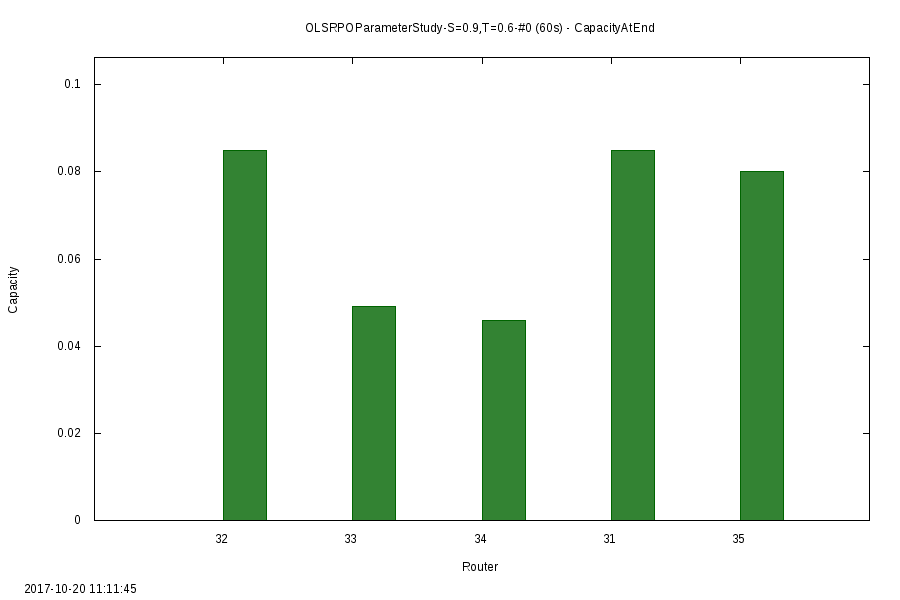 OLSRPOParameterStudy-S=0.9,T=0.6-#0 (60s) - CapacityAtEnd
0.1
0.08
0.06
0.04
0.02
0
Capacity
32 33 34 31 35
Router
2017-10-20 11:11:45